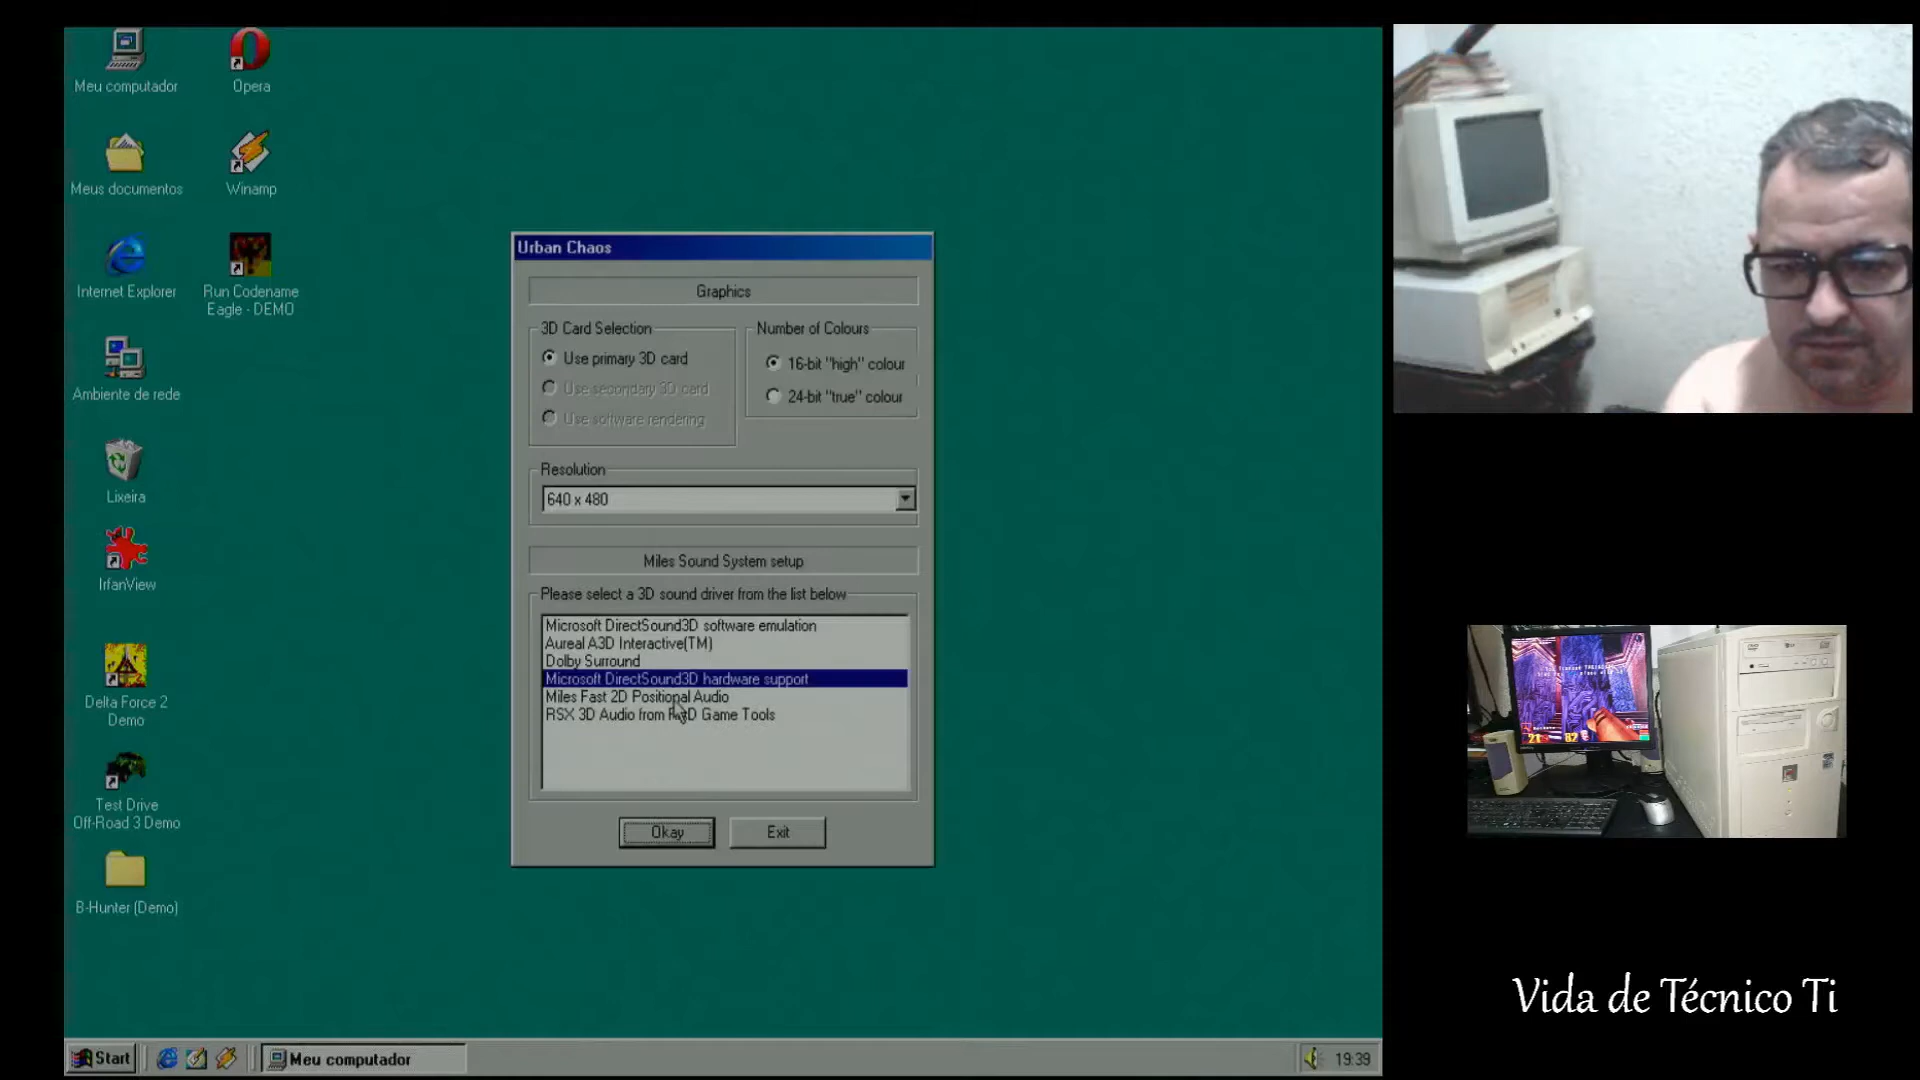 Meu computador
Opera
Meus documentos
Winamp
Internet Explorer
Run Codename
Eagle - DEMO
Ambiente de rede
Lixeira
IrfanView
Delta Force 2
Demo
Test Drive
Off-Road 3 Demo
B-Hunter (Demo)
Urban Chaos
Graphics
3D Card Selection
Use primary 3D card
Use secondary 3D card
Use software rendering
Number of Colours
16-bit "high" colour
24-bit "true" colour
Resolution
640 x 480
Miles Sound System setup
Please select a 3D sound driver from the list below
Microsoft DirectSound3D software emulation
Aureal A3D Interactive(TM)
Dolby Surround
Microsoft DirectSound3D hardware support
Miles Fast 2D Positional Audio
RSX 3D Audio from RAD Game Tools
Okay
Exit
Start
Meu computador
19:39
21
82
Vida de Técnico Ti